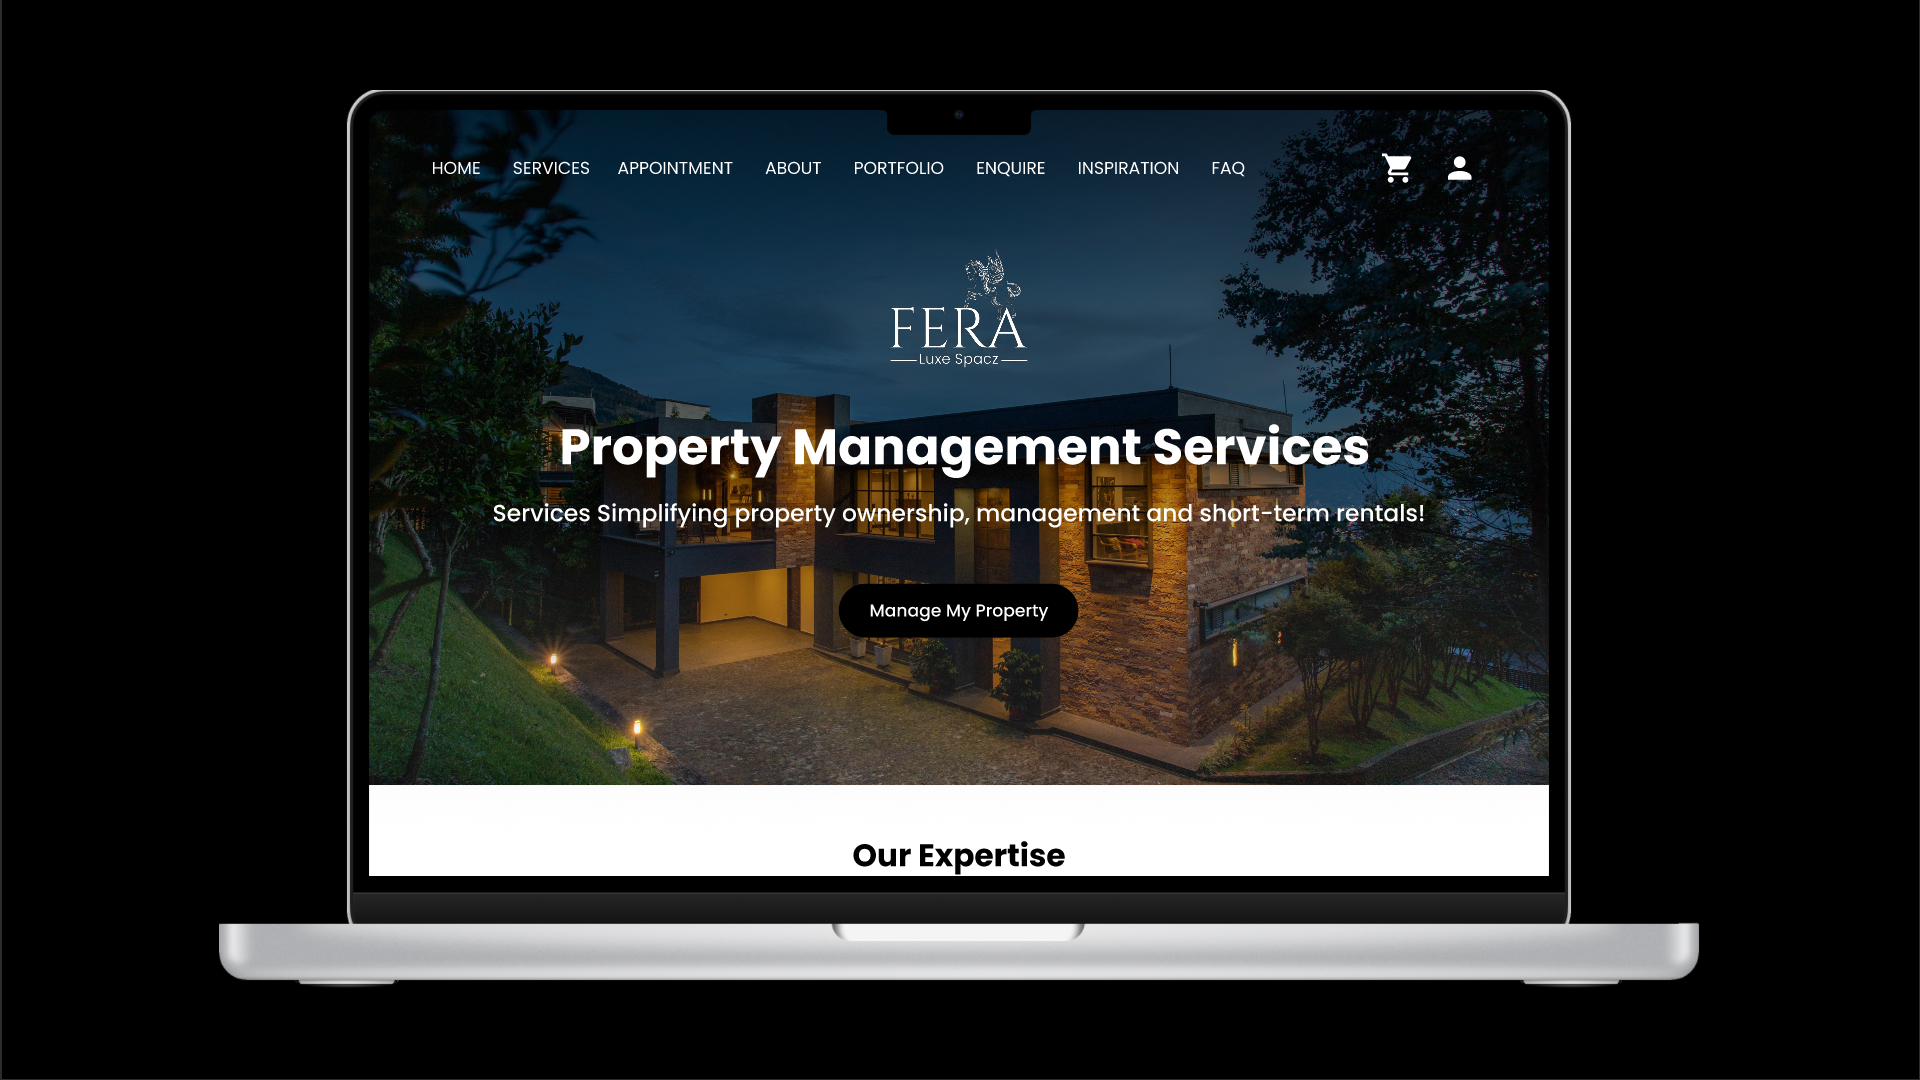 HOME SERVICES APPOINTMENT ABOUT PORTFOLIO ENQUIRE INSPIRATION FAQ
FERA
Luxe Spacz
Property Management Services
Services Simplifying property ownership, management and short-term rentals!
Manage My Property
Our Expertise